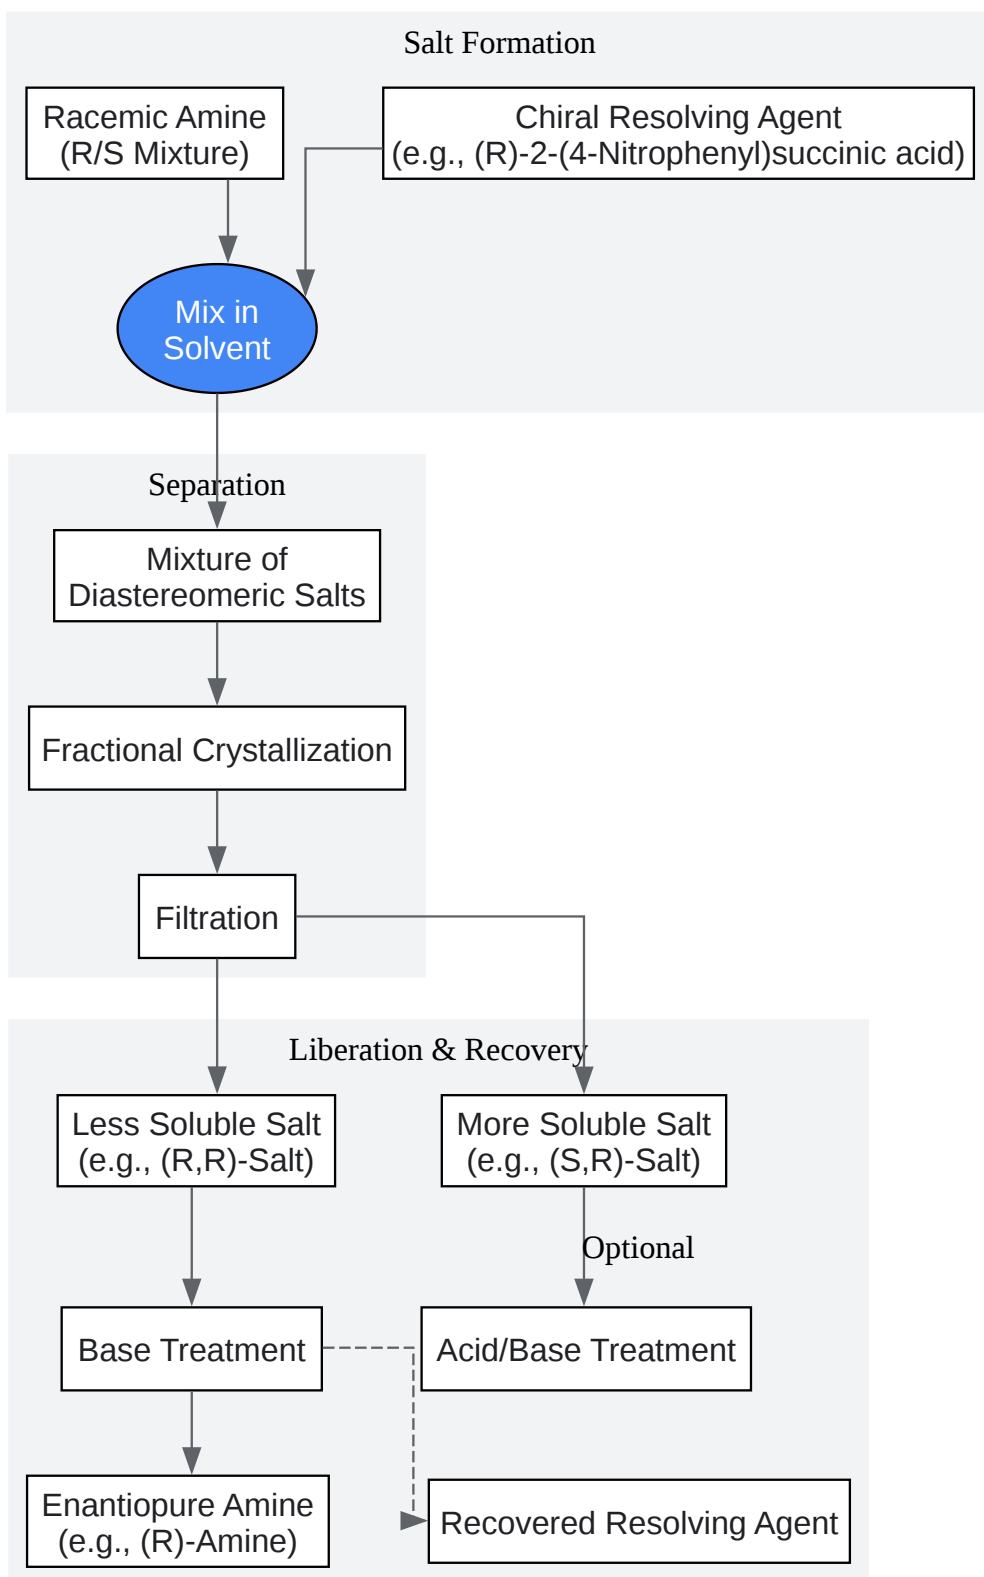 Salt Formation
Racemic Amine
(R/S Mixture)
Chiral Resolving Agent
(e.g., (R)-2-(4-Nitrophenyl)succinic acid)
Mix in
Solvent
Separation
Mixture of
Diastereomeric Salts
Fractional Crystallization
Filtration
Liberation & Recovery
Less Soluble Salt
(e.g., (R,R)-Salt)
More Soluble Salt
(e.g., (S,R)-Salt)
Optional
Base Treatment
Acid/Base Treatment
Enantiopure Amine
(e.g., (R)-Amine)
Recovered Resolving Agent